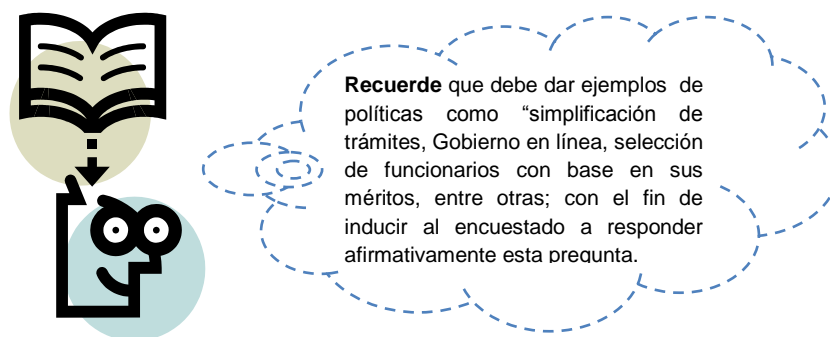 Recuerde que debe dar ejemplos de
políticas como “simplificación de
trámites, Gobierno en línea, selección
de funcionarios con base en sus
méritos, entre otras; con el fin de
inducir al encuestado a responder
afirmativamente esta pregunta.